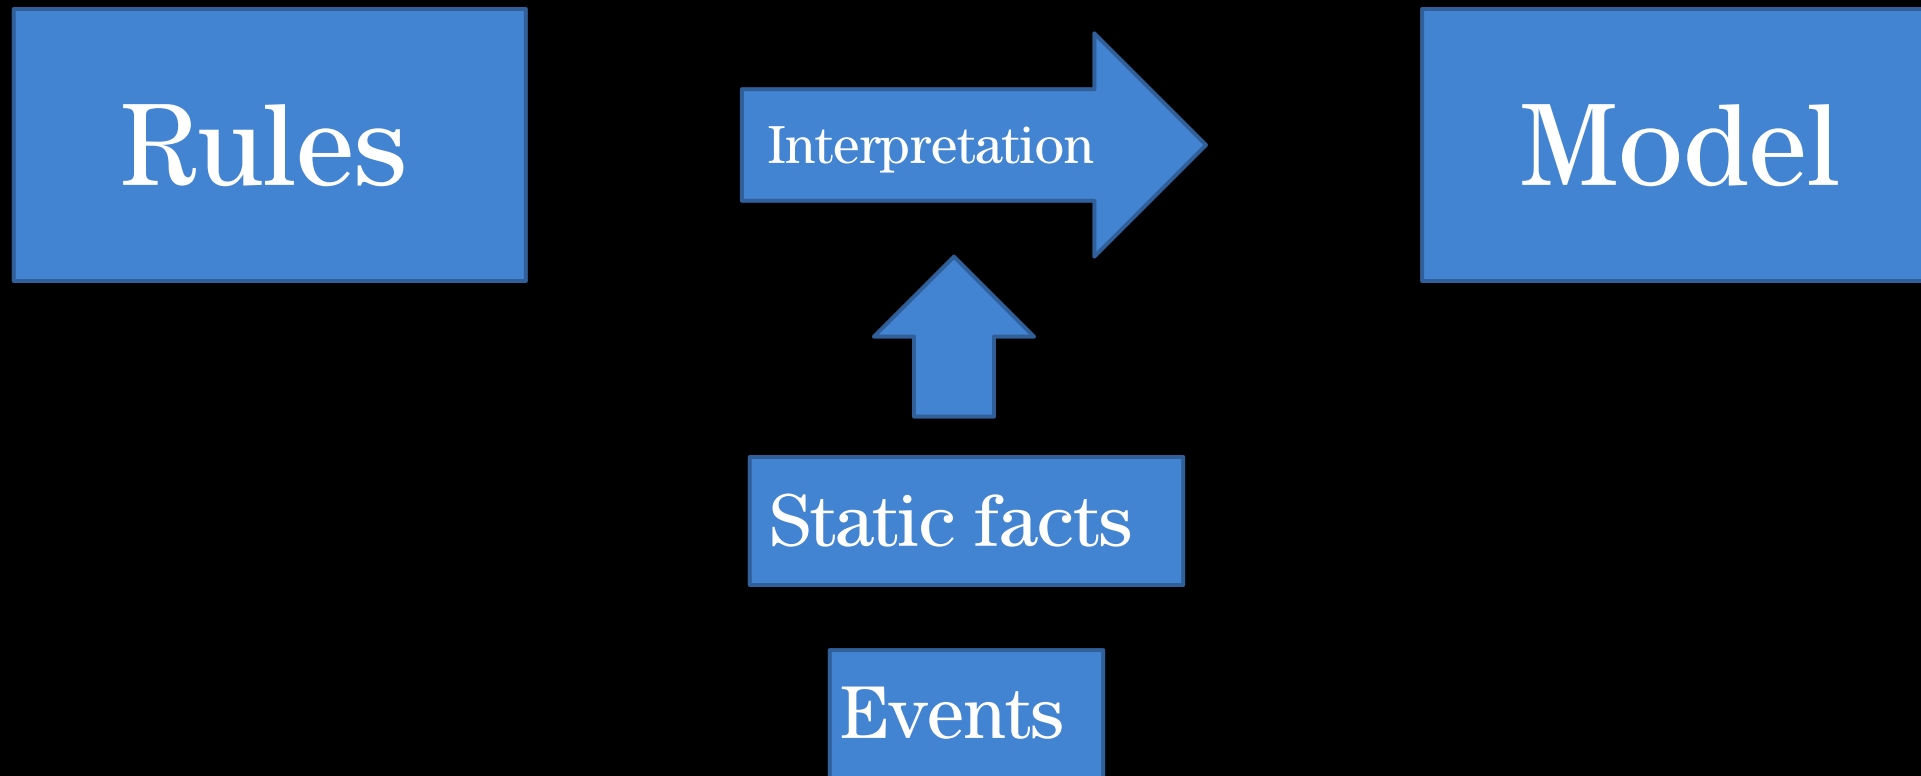 Rules
Interpretation
Model
Static facts
Events